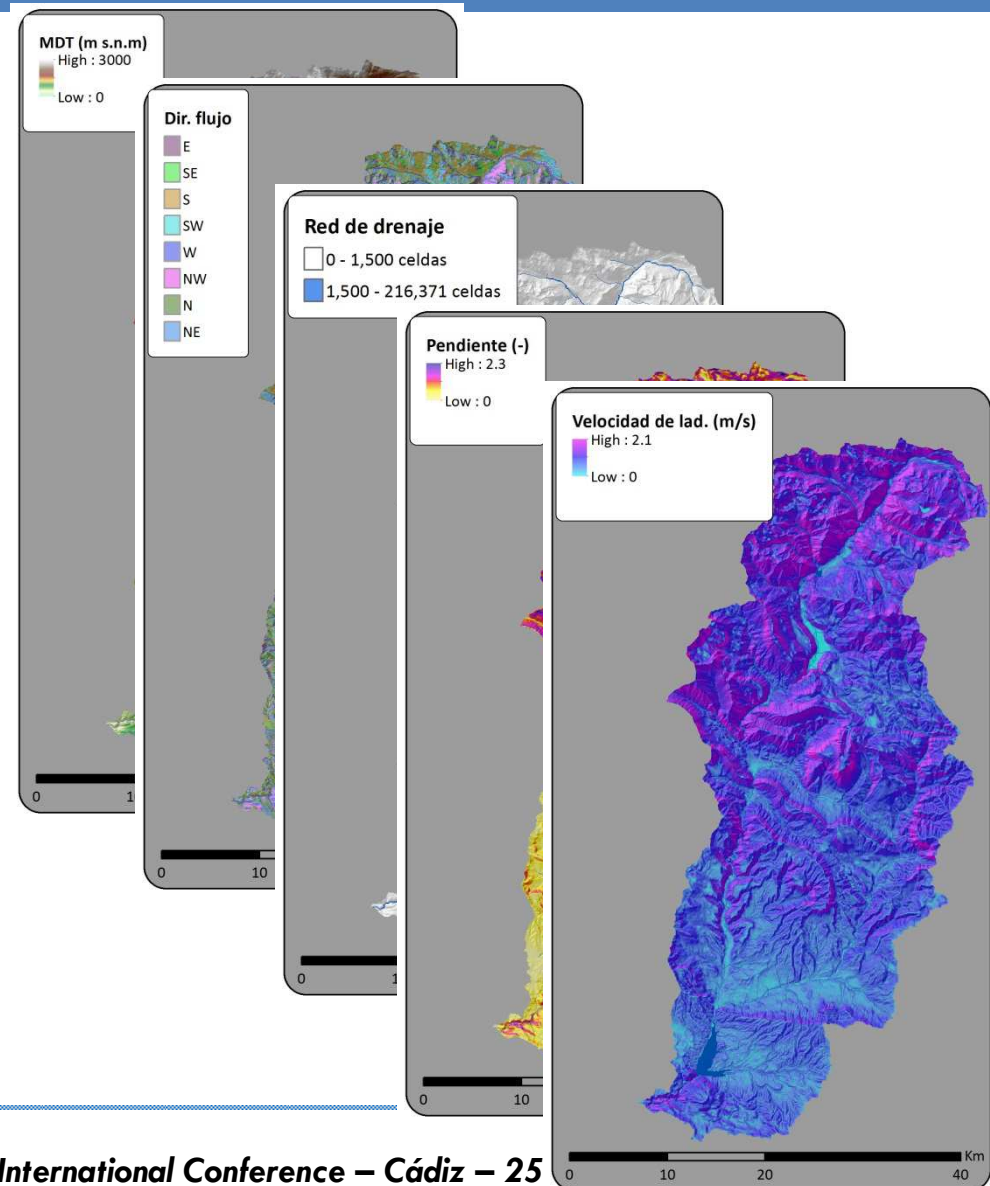 MDT (m s.n.m)
High : 3000
Low : 0
0
Dir. flujo
E
SE
S
SW
W
NW
N
NE
0 10
Red de drenaje
0 - 1,500 celdas
1,500 - 216,371 celdas
0
Pendiente (-)
High : 2.3
Low : 0
0 10
Velocidad de lad. (m/s)
High : 2.1
Low : 0
0 10 20 40 Km
International Conference – Cádiz – 25